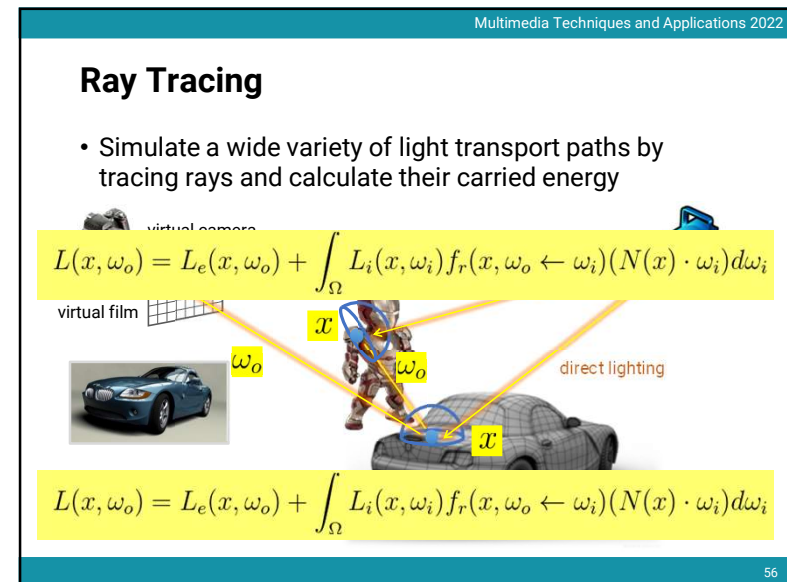 Multimedia Techniques and Applications 2022
Ray Tracing
• Simulate a wide variety of light transport paths by
tracing rays and calculate their carried energy
virtual camera
L(x, ω_o) = L_e(x, ω_o) + ∫_Ω L_i(x, ω_i) f_r(x, ω_o ← ω_i)(N(x) · ω_i)dω_i
virtual film
x
ω_o
ω_o
direct lighting
x
L(x, ω_o) = L_e(x, ω_o) + ∫_Ω L_i(x, ω_i) f_r(x, ω_o ← ω_i)(N(x) · ω_i)dω_i
56